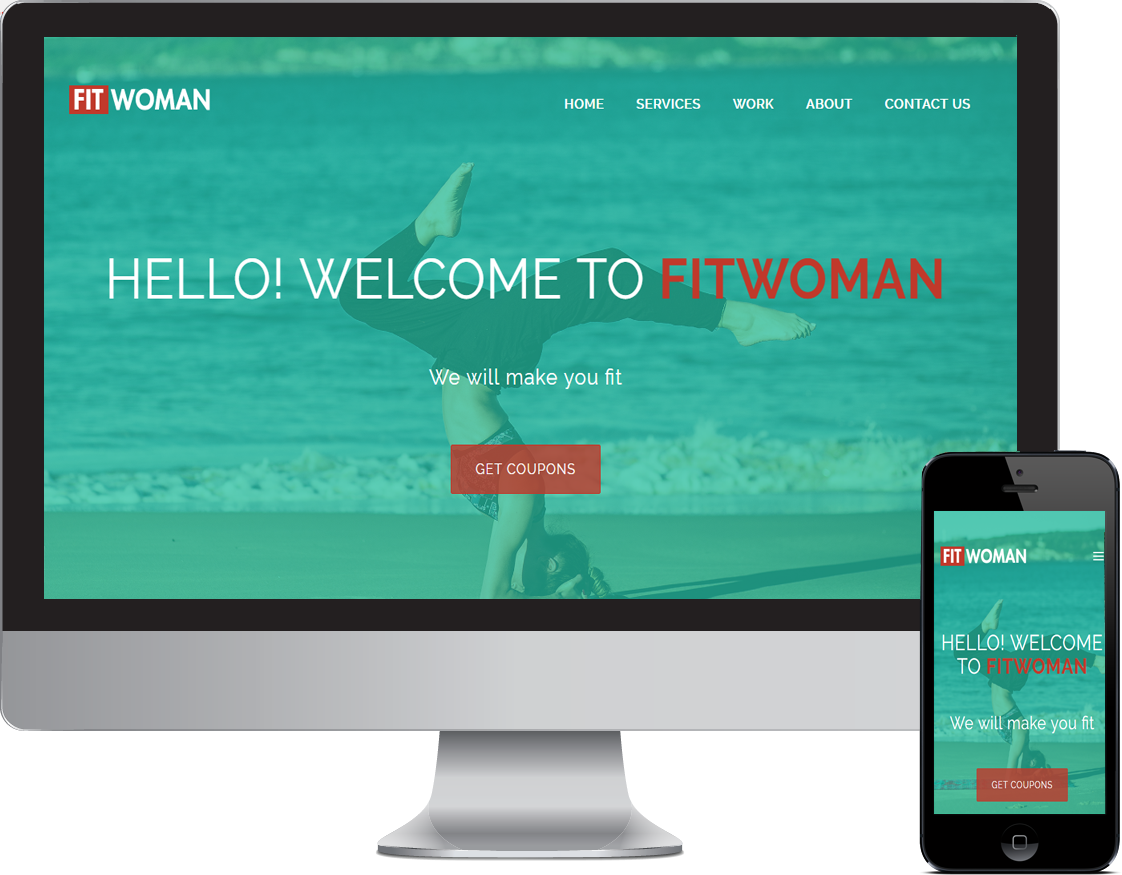 FIT WOMAN
HOME SERVICES WORK ABOUT CONTACT US
HELLO! WELCOME TO FITWOMAN
We will make you fit
GET COUPONS
FIT WOMAN
HELLO! WELCOME
TO FITWOMAN
We will make you fit
GET COUPONS